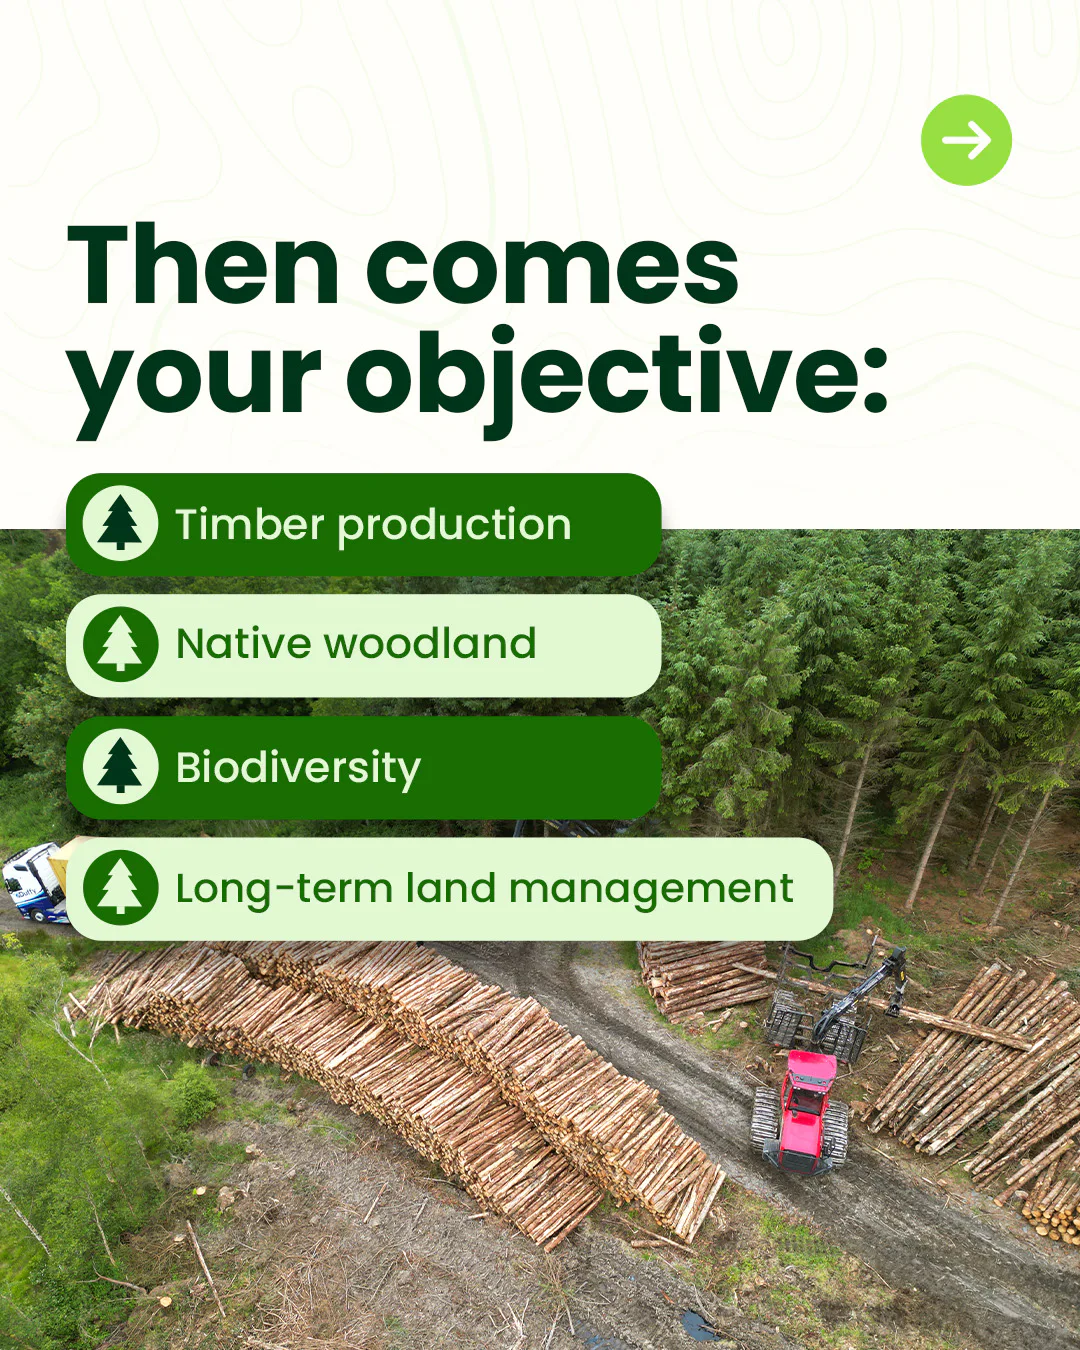 Then comes
your objective:
Timber production
Native woodland
Biodiversity
Long-term land management